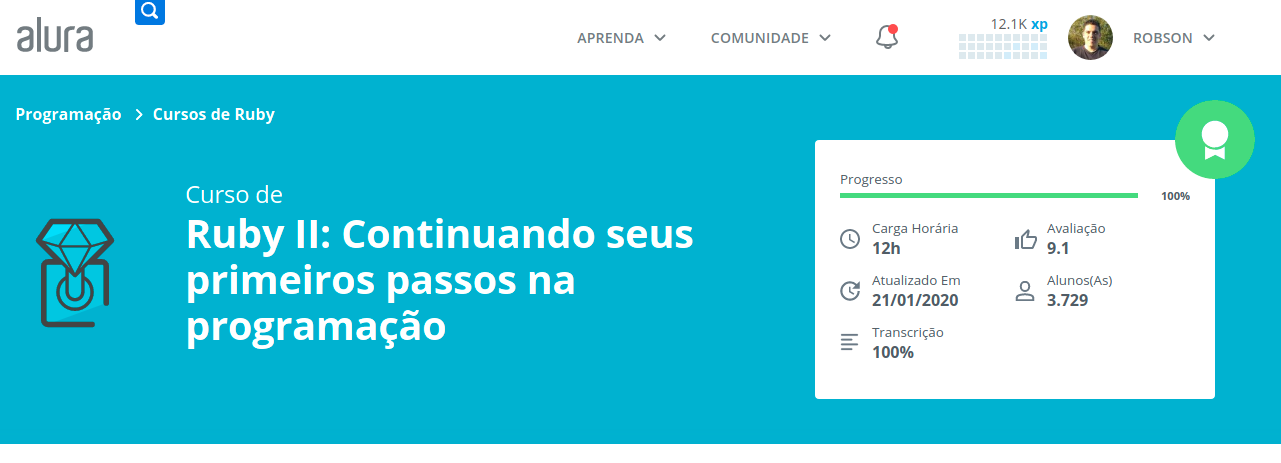 alura
APRENDA
COMUNIDADE
12.1K xp
ROBSON
Programação > Cursos de Ruby
Curso de
Ruby II: Continuando seus
primeiros passos na
programação
Progresso
100%
Carga Horária
12h
Avaliação
9.1
Atualizado Em
21/01/2020
Alunos(As)
3.729
Transcrição
100%